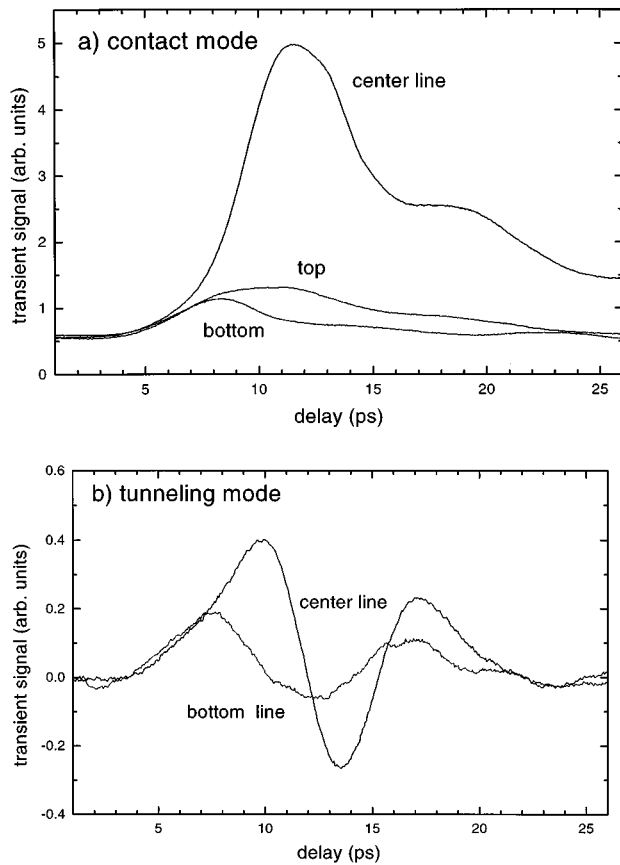 a) contact mode
center line
top
bottom
transient signal (arb. units)
5
4
3
2
1
0
5
10
15
20
25
delay (ps)
b) tunneling mode
center line
bottom line
transient signal (arb. units)
0.6
0.4
0.2
0.0
-0.2
-0.4
5
10
15
20
25
delay (ps)